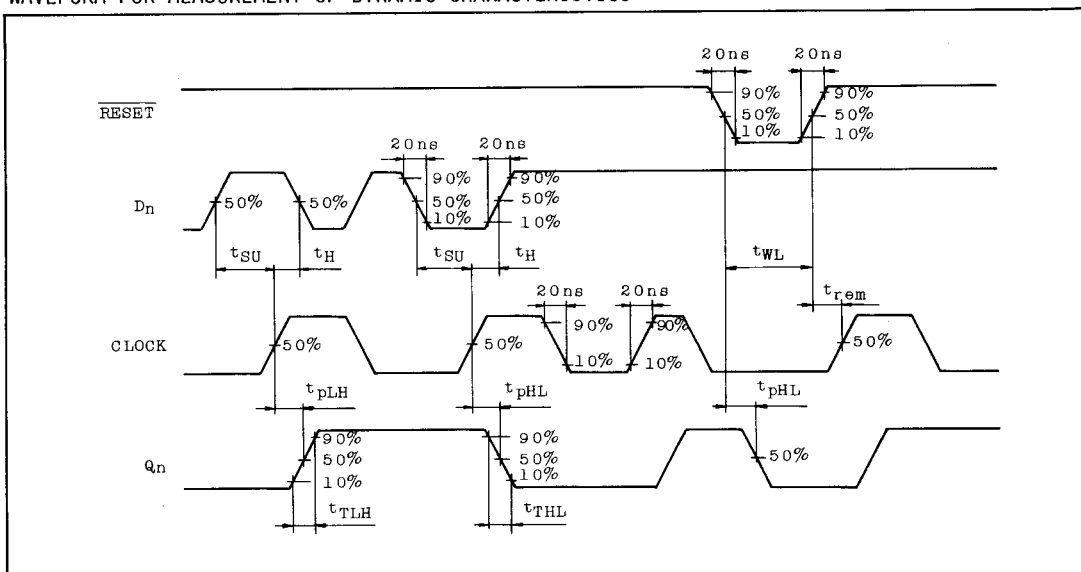 WAVEFORM FOR MEASUREMENT OF DYNAMIC CHARACTERISTICS
20ns 20ns
RESET
90% 90%
50% 50%
10% 10%
20ns 20ns
Dn
50% 50%
90% 90%
50% 50%
10% 10%
tSU tH tSU tH tWL
20ns 20ns trem
CLOCK
50% 50%
90% 90%
10% 10%
50%
tpLH tpHL tpHL
Qn
90% 90%
50% 50% 50%
10% 10%
tTLH tTHL